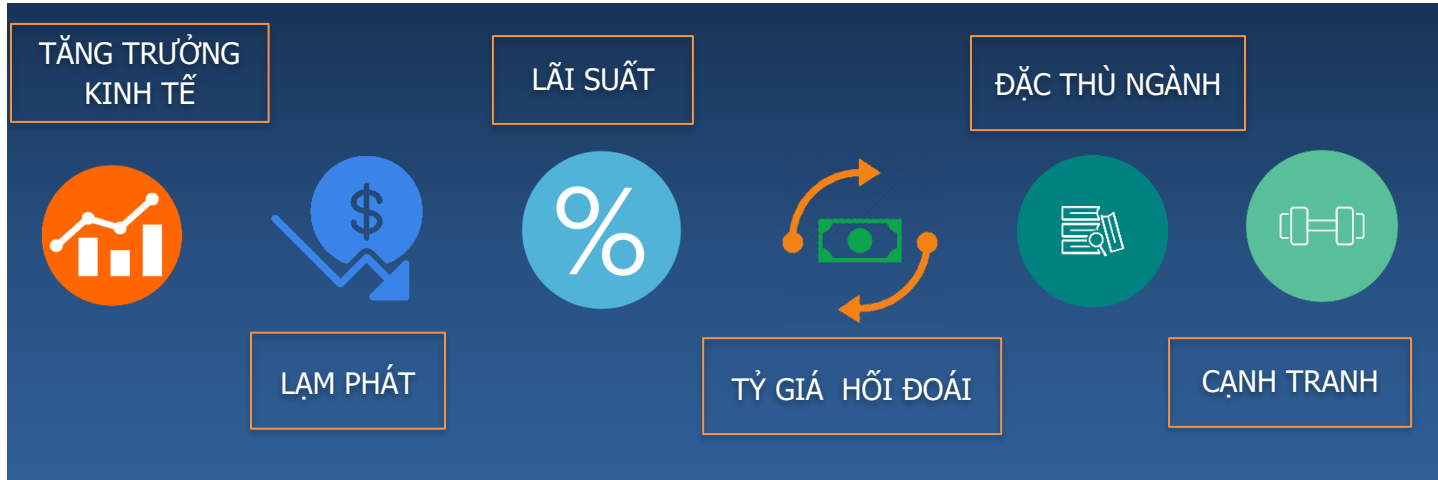 TĂNG TRƯỞNG
KINH TẾ
LẠM PHÁT
LÃI SUẤT
TỶ GIÁ HỐI ĐOÁI
ĐẶC THÙ NGÀNH
CẠNH TRANH
$
%